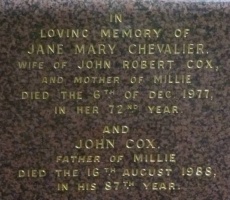 IN
LOVING MEMORY OF
JANE MARY CHEVALIER,
WIFE OF JOHN ROBERT COX,
AND MOTHER OF MILLIE
DIED THE 6TH OF DEC. 1977,
IN HER 72ND YEAR
AND
JOHN COX,
FATHER OF MILLIE
DIED THE 16TH AUGUST 1988,
IN HIS 87TH YEAR.